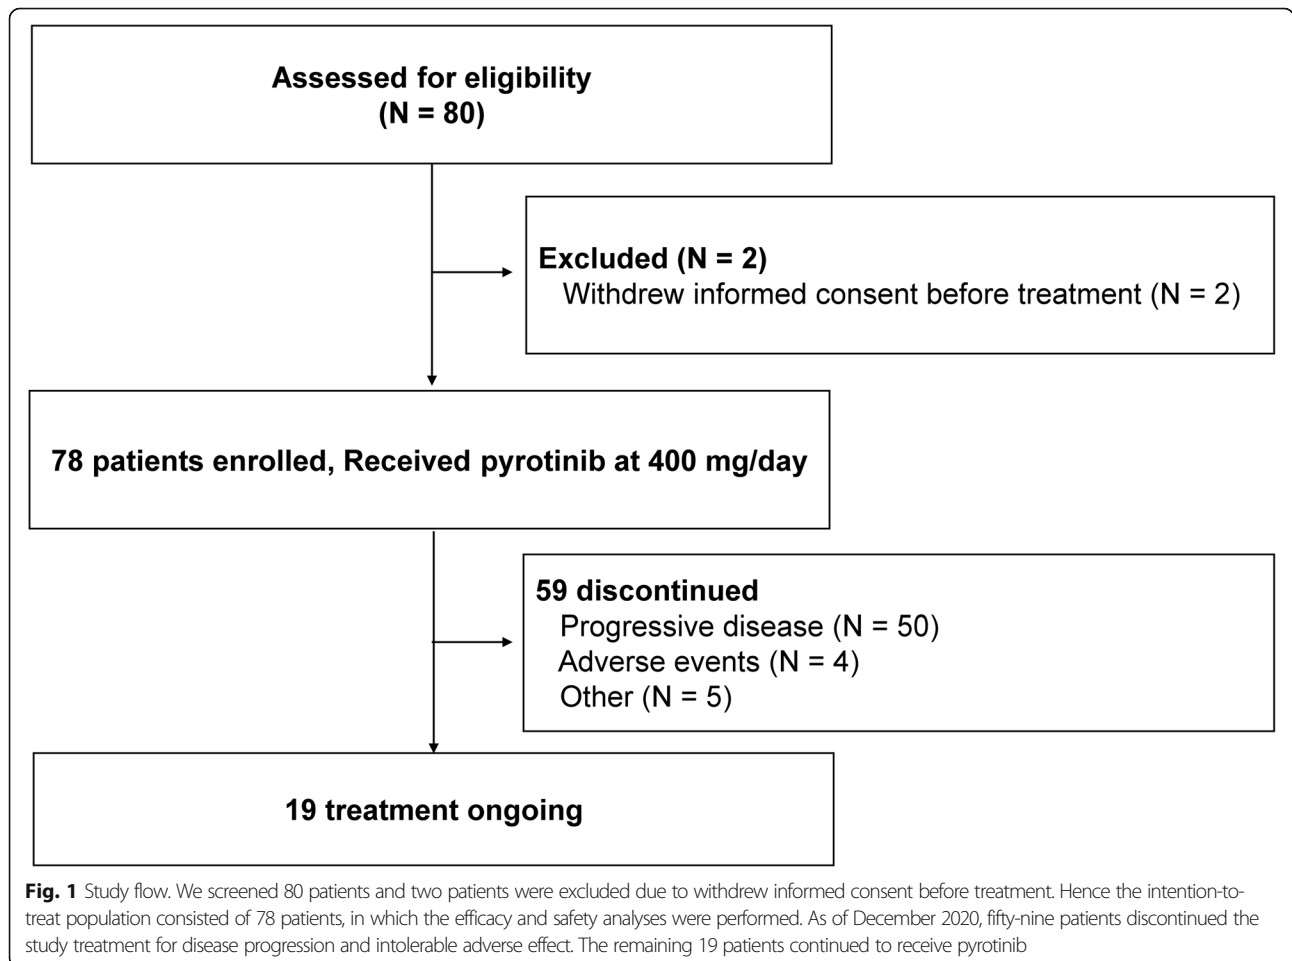 Assessed for eligibility
(N = 80)
Excluded (N = 2)
Withdrew informed consent before treatment (N = 2)
78 patients enrolled, Received pyrotinib at 400 mg/day
59 discontinued
Progressive disease (N = 50)
Adverse events (N = 4)
Other (N = 5)
19 treatment ongoing
Fig. 1 Study flow. We screened 80 patients and two patients were excluded due to withdrew informed consent before treatment. Hence the intention-to-
treat population consisted of 78 patients, in which the efficacy and safety analyses were performed. As of December 2020, fifty-nine patients discontinued the
study treatment for disease progression and intolerable adverse effect. The remaining 19 patients continued to receive pyrotinib